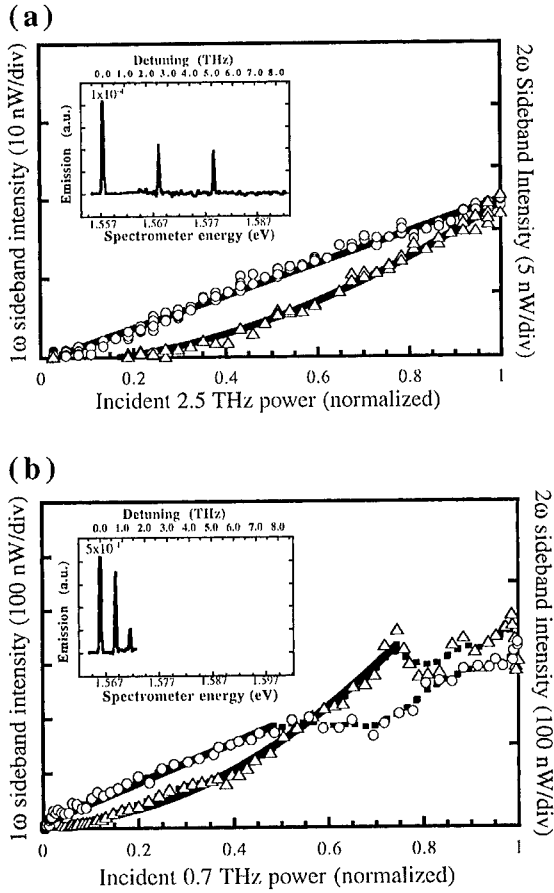 (a)
Detuning (THz)
0.0 1.0 2.0 3.0 4.0 5.0 6.0 7.0 8.0
1x10⁻⁴
Emission (a.u.)
1.557 1.567 1.577 1.587
Spectrometer energy (eV)
1ω sideband intensity (10 nW/div)
2ω Sideband Intensity (5 nW/div)
0 0.2 0.4 0.6 0.8 1
Incident 2.5 THz power (normalized)
(b)
Detuning (THz)
0.0 1.0 2.0 3.0 4.0 5.0 6.0 7.0 8.0
Emission (a.u.)
1.567 1.577 1.587 1.597
Spectrometer energy (eV)
1ω sideband intensity (100 nW/div)
2ω sideband intensity (100 nW/div)
0 0.2 0.4 0.6 0.8 1
Incident 0.7 THz power (normalized)